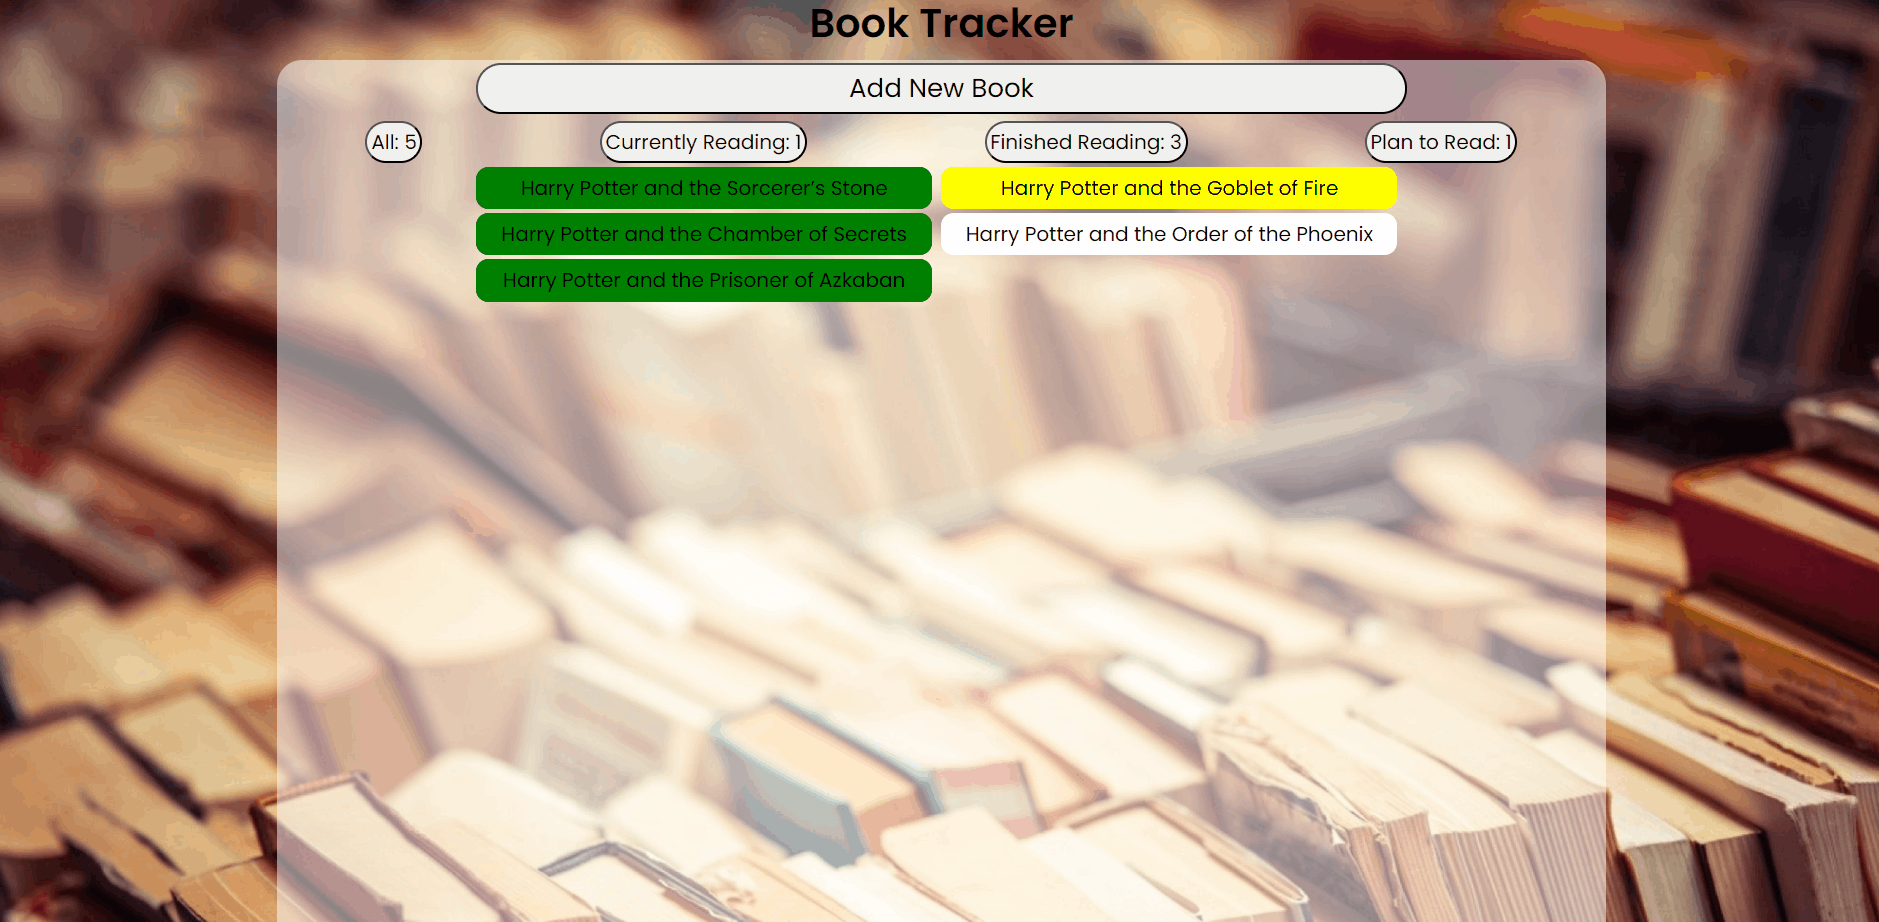 Book Tracker
Add New Book
All: 5
Currently Reading: 1
Finished Reading: 3
Plan to Read: 1
Harry Potter and the Sorcerer’s Stone
Harry Potter and the Goblet of Fire
Harry Potter and the Chamber of Secrets
Harry Potter and the Order of the Phoenix
Harry Potter and the Prisoner of Azkaban